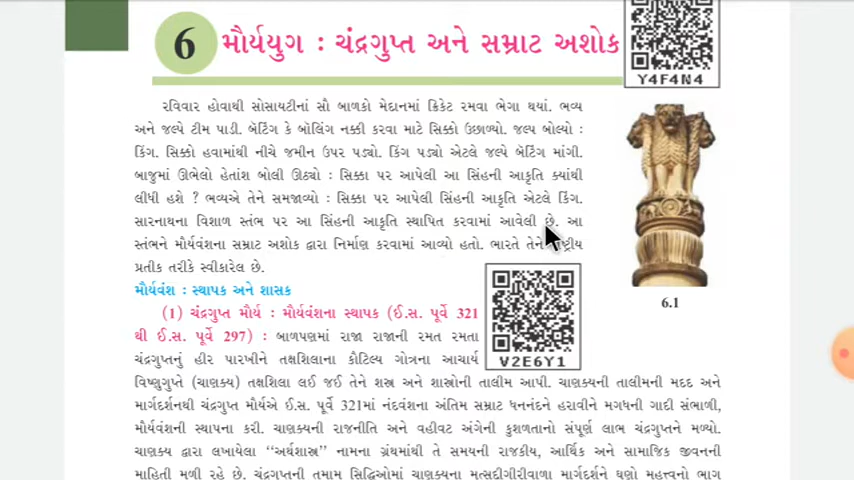 6 મૌર્યયુગ : ચંદ્રગુપ્ત અને સમ્રાટ અશોક
Y4F4N4
રવિવાર હોવાથી સોસાયટીનાં સૌ બાળકો મેદાનમાં ક્રિકેટ રમવા ભેગા થયાં. ભવ્ય
અને જલ્પે ટીમ પાડી. બૅટિંગ કે બૉલિંગ નક્કી કરવા માટે સિક્કો ઉછાળ્યો. જલ્પ બોલ્યો :
કિંગ. સિક્કો હવામાંથી નીચે જમીન ઉપર પડ્યો. કિંગ પડ્યો એટલે જલ્પે બૅટિંગ માંગી.
બાજુમાં ઊભેલો હેતાંશ બોલી ઊઠ્યો : સિક્કા પર આપેલી આ સિંહની આકૃતિ ક્યાંથી
લીધી હશે ? ભવ્યએ તેને સમજાવ્યો : સિક્કા પર આપેલી સિંહની આકૃતિ એટલે કિંગ.
સારનાથના વિશાળ સ્તંભ પર આ સિંહની આકૃતિ સ્થાપિત કરવામાં આવેલી છે. આ
સ્તંભને મૌર્યવંશના સમ્રાટ અશોક દ્વારા નિર્માણ કરવામાં આવ્યો હતો. ભારતે તેને રાષ્ટ્રીય
પ્રતીક તરીકે સ્વીકારેલ છે.
6.1
મૌર્યવંશ : સ્થાપક અને શાસક
(1) ચંદ્રગુપ્ત મૌર્ય : મૌર્યવંશના સ્થાપક (ઈ.સ. પૂર્વે 321
થી ઈ.સ. પૂર્વે 297) : બાળપણમાં રાજા રાજાની રમત રમતા
ચંદ્રગુપ્તનું હીર પારખીને તક્ષશિલાના કૌટિલ્ય ગોત્રના આચાર્ય
V2E6Y1
વિષ્ણુગુપ્તે (ચાણક્ય) તક્ષશિલા લઈ જઈ તેને શસ્ત્ર અને શાસ્ત્રોની તાલીમ આપી. ચાણક્યની તાલીમની મદદ અને
માર્ગદર્શનથી ચંદ્રગુપ્ત મૌર્યએ ઈ.સ. પૂર્વે 321માં નંદવંશના અંતિમ સમ્રાટ ધનનંદને હરાવીને મગધની ગાદી સંભાળી,
મૌર્યવંશની સ્થાપના કરી. ચાણક્યની રાજનીતિ અને વહીવટ અંગેની કુશળતાનો સંપૂર્ણ લાભ ચંદ્રગુપ્તને મળ્યો.
ચાણક્ય દ્વારા લખાયેલા ‘‘અર્થશાસ્ત્ર’’ નામના ગ્રંથમાંથી તે સમયની રાજકીય, આર્થિક અને સામાજિક જીવનની
માહિતી મળી રહે છે. ચંદ્રગુપ્તની તમામ સિદ્ધિઓમાં ચાણક્યના મુત્સદ્દીગીરીવાળા માર્ગદર્શને ઘણો મહત્ત્વનો ભાગ